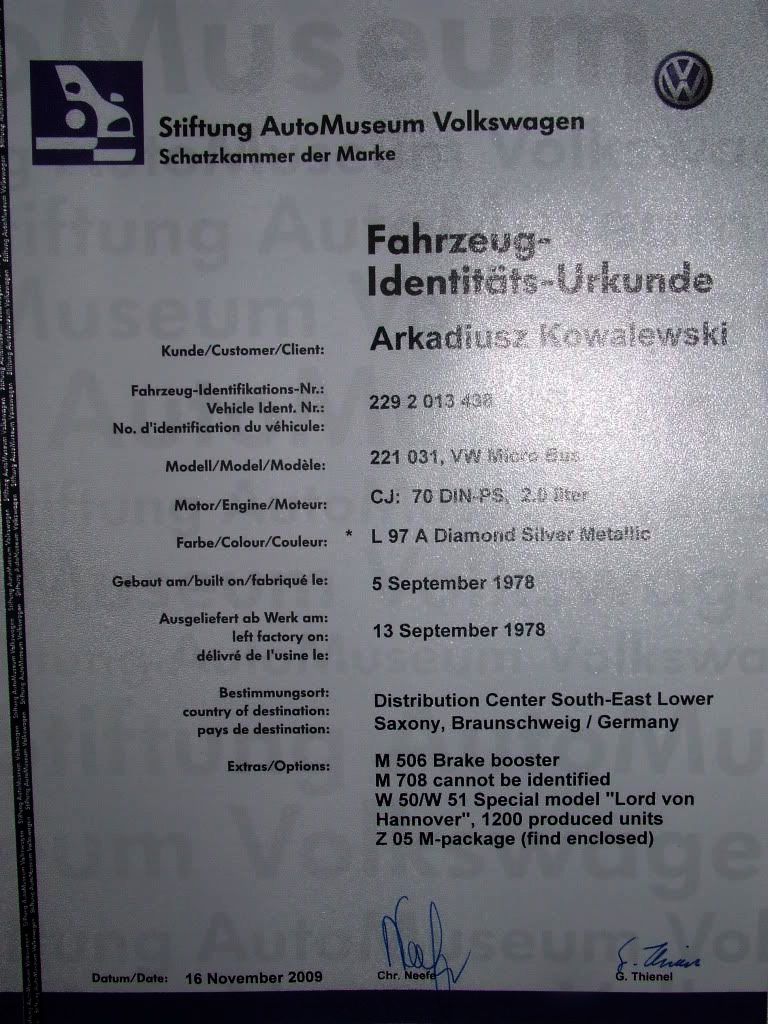 Stiftung AutoMuseum Volkswagen
Schatzkammer der Marke
Fahrzeug-
Identitäts-Urkunde
Kunde/Customer/Client: Arkadiusz Kowalewski
Fahrzeug-Identifikations-Nr.:
Vehicle Ident. Nr.: 229 2 013 438
No. d'identification du véhicule:
Modell/Model/Modèle: 221 031, VW Micro Bus
Motor/Engine/Moteur: CJ: 70 DIN-PS, 2.0 liter
Farbe/Colour/Couleur: * L 97 A Diamond Silver Metallic
Gebaut am/built on/fabriqué le: 5 September 1978
Ausgeliefert ab Werk am:
left factory on: 13 September 1978
délivré de l'usine le:
Bestimmungsort:
country of destination: Distribution Center South-East Lower
pays de destination: Saxony, Braunschweig / Germany
Extras/Options: M 506 Brake booster
M 708 cannot be identified
W 50/W 51 Special model "Lord von
Hannover", 1200 produced units
Z 05 M-package (find enclosed)
Datum/Date: 16 November 2009
Chr. Neefe
G. Thienel